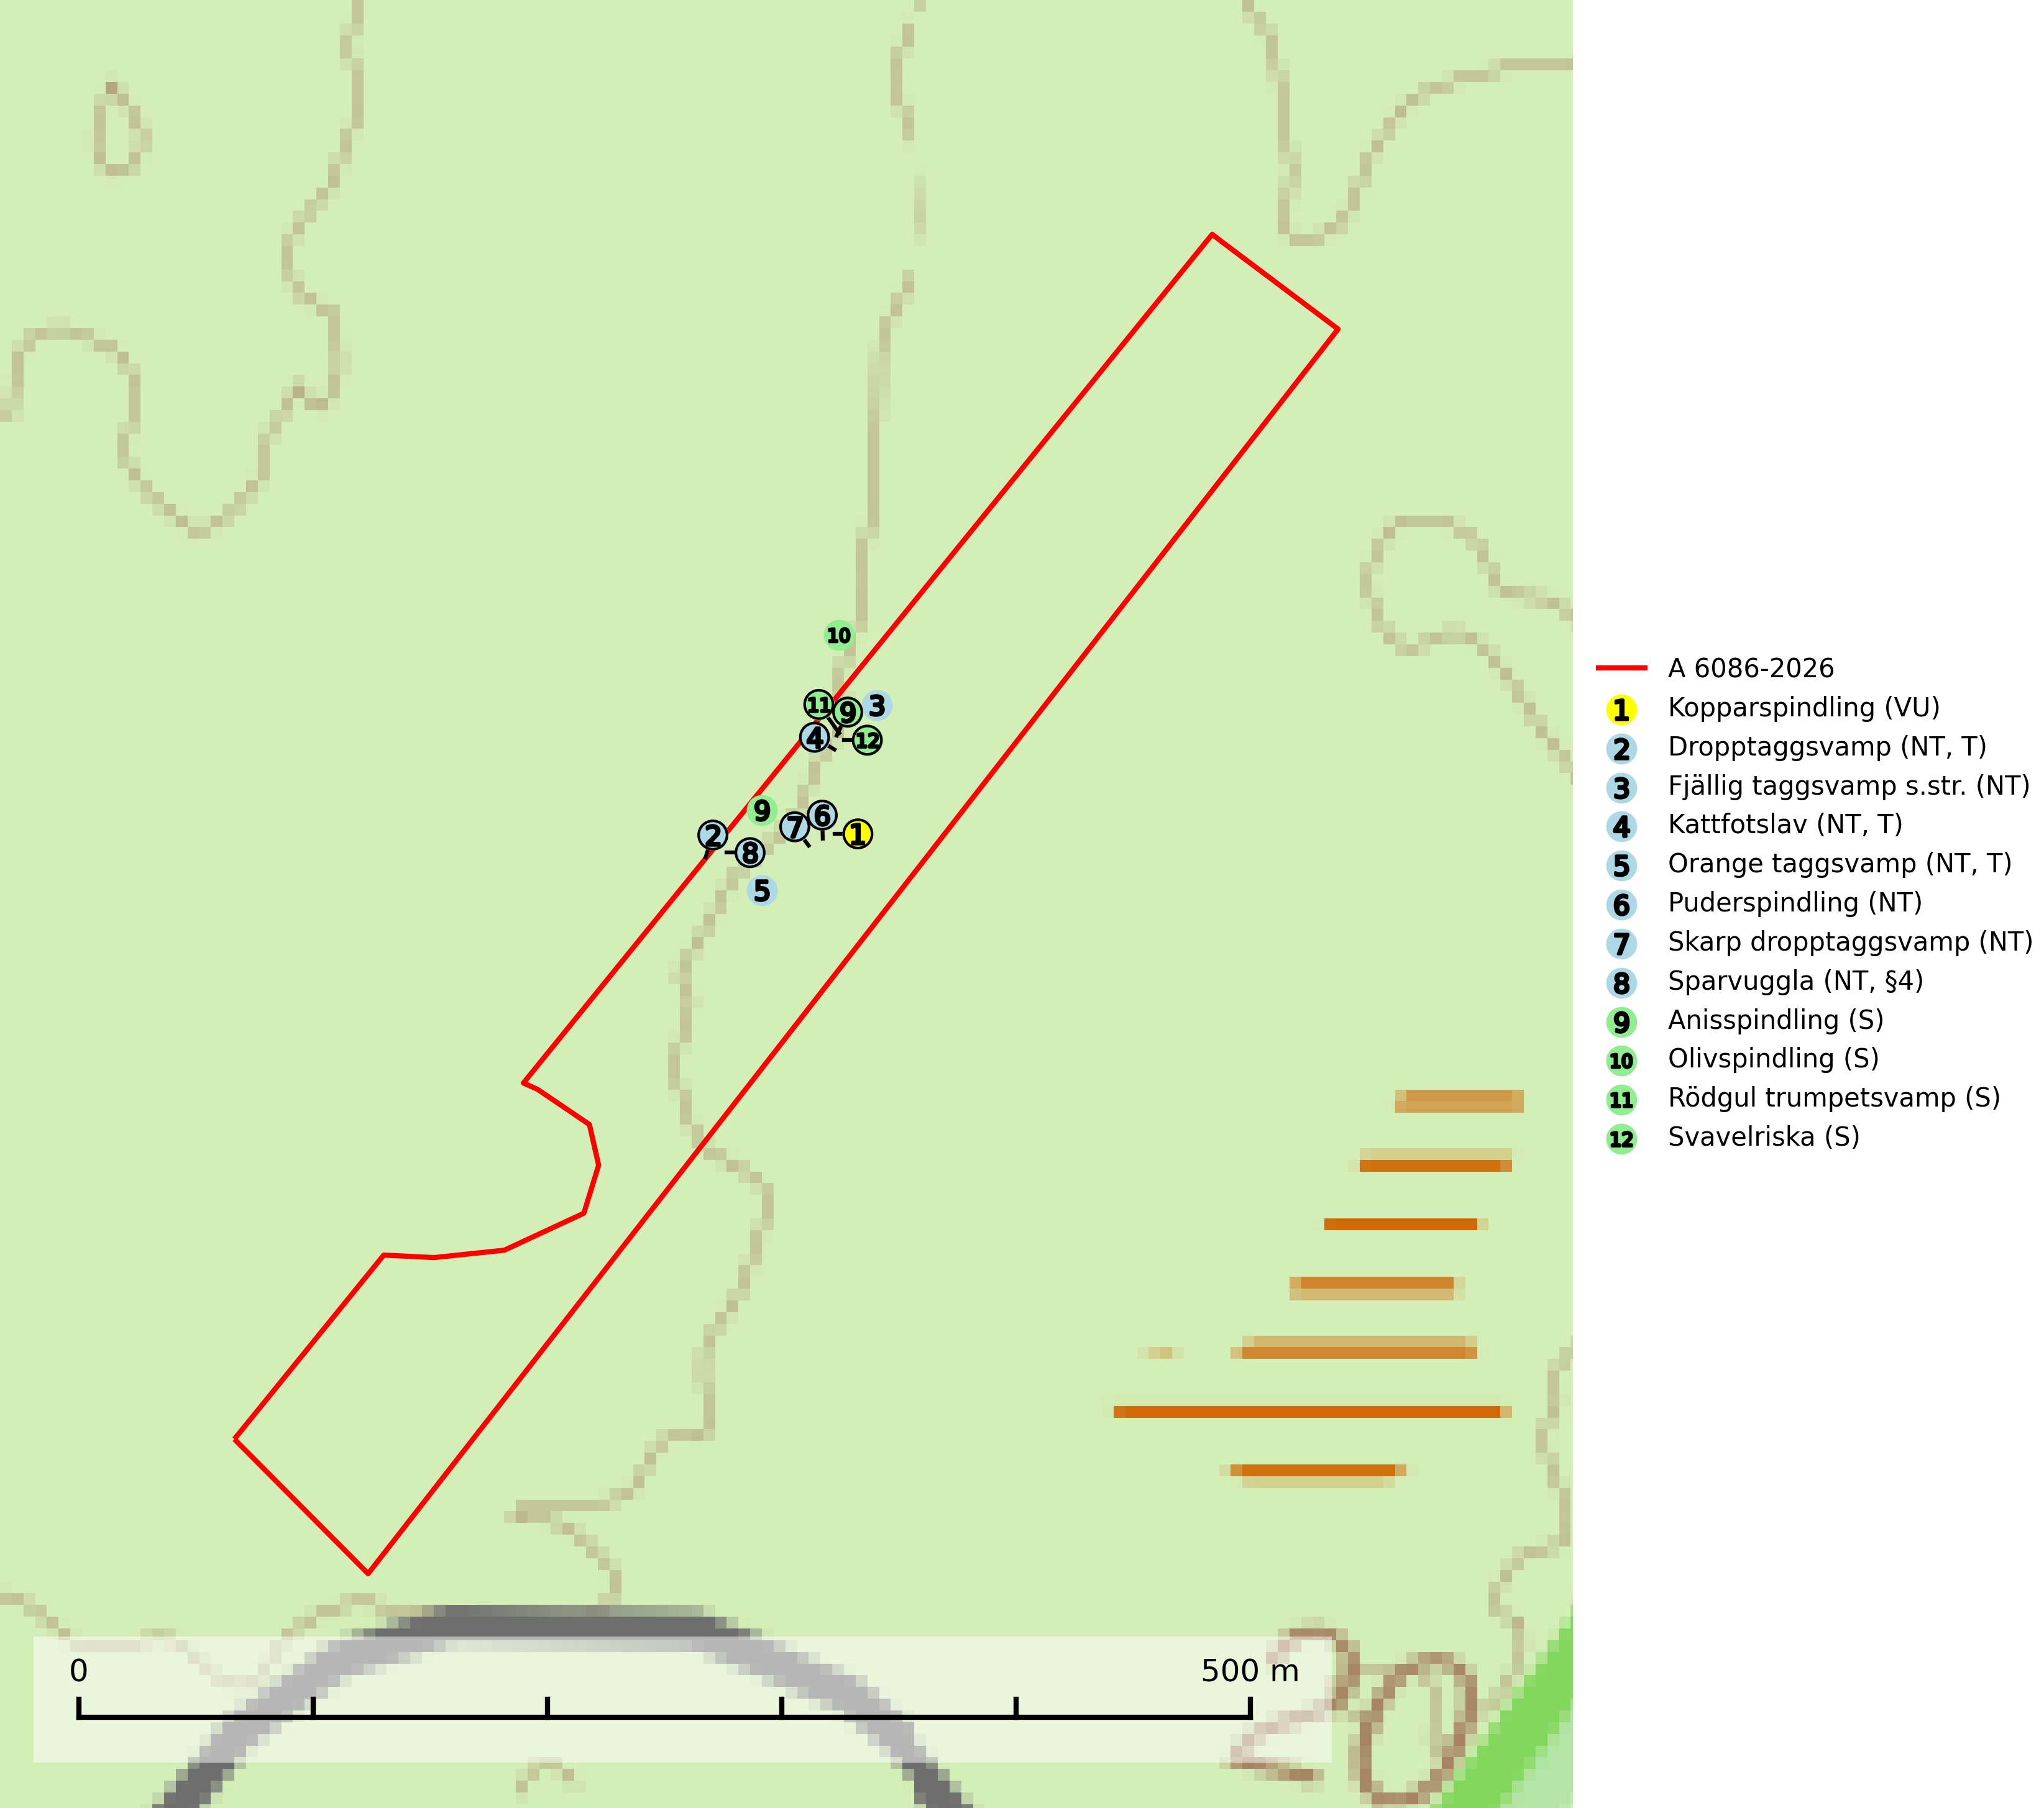 10
11
9
3
4
12
9
6
2
7
1
8
5
A 6086-2026
1 Kopparspindling (VU)
2 Dropptaggsvamp (NT, T)
3 Fjällig taggsvamp s.str. (NT)
4 Kattfotslav (NT, T)
5 Orange taggsvamp (NT, T)
6 Puderspindling (NT)
7 Skarp dropptaggsvamp (NT)
8 Sparvuggla (NT, §4)
9 Anisspindling (S)
10 Olivspindling (S)
11 Rödgul trumpetsvamp (S)
12 Svavelriska (S)
0 500 m
20